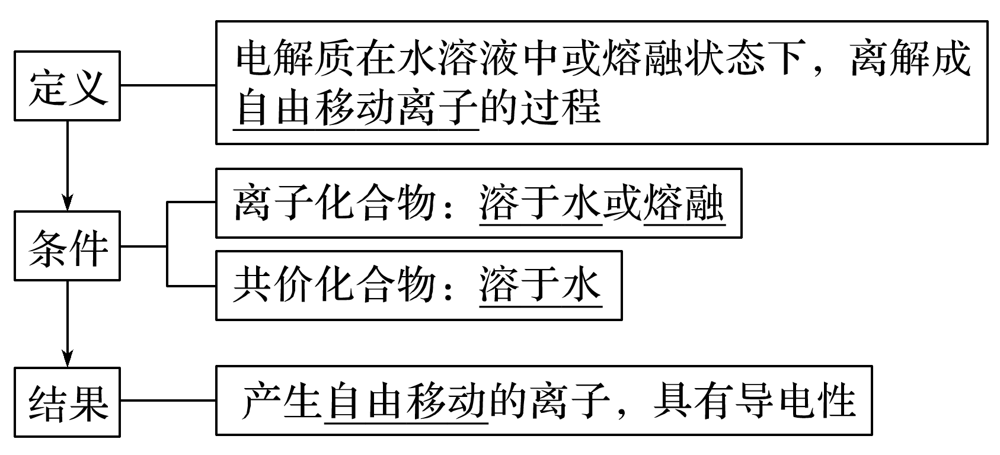 定义
电解质在水溶液中或熔融状态下，离解成
自由移动离子的过程
条件
离子化合物：溶于水或熔融
共价化合物：溶于水
结果
产生自由移动的离子，具有导电性